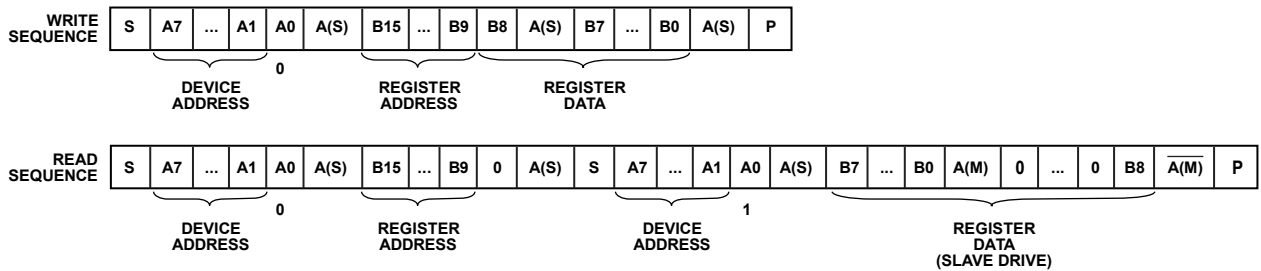 WRITE
SEQUENCE
S A7 ... A1 A0 A(S) B15 ... B9 B8 A(S) B7 ... B0 A(S) P
0
DEVICE
ADDRESS
REGISTER
ADDRESS
REGISTER
DATA
READ
SEQUENCE
S A7 ... A1 A0 A(S) B15 ... B9 0 A(S) S A7 ... A1 A0 A(S) B7 ... B0 A(M) 0 ... 0 B8 A̅(̅M̅)̅ P
0 1
DEVICE
ADDRESS
REGISTER
ADDRESS
DEVICE
ADDRESS
REGISTER
DATA
(SLAVE DRIVE)